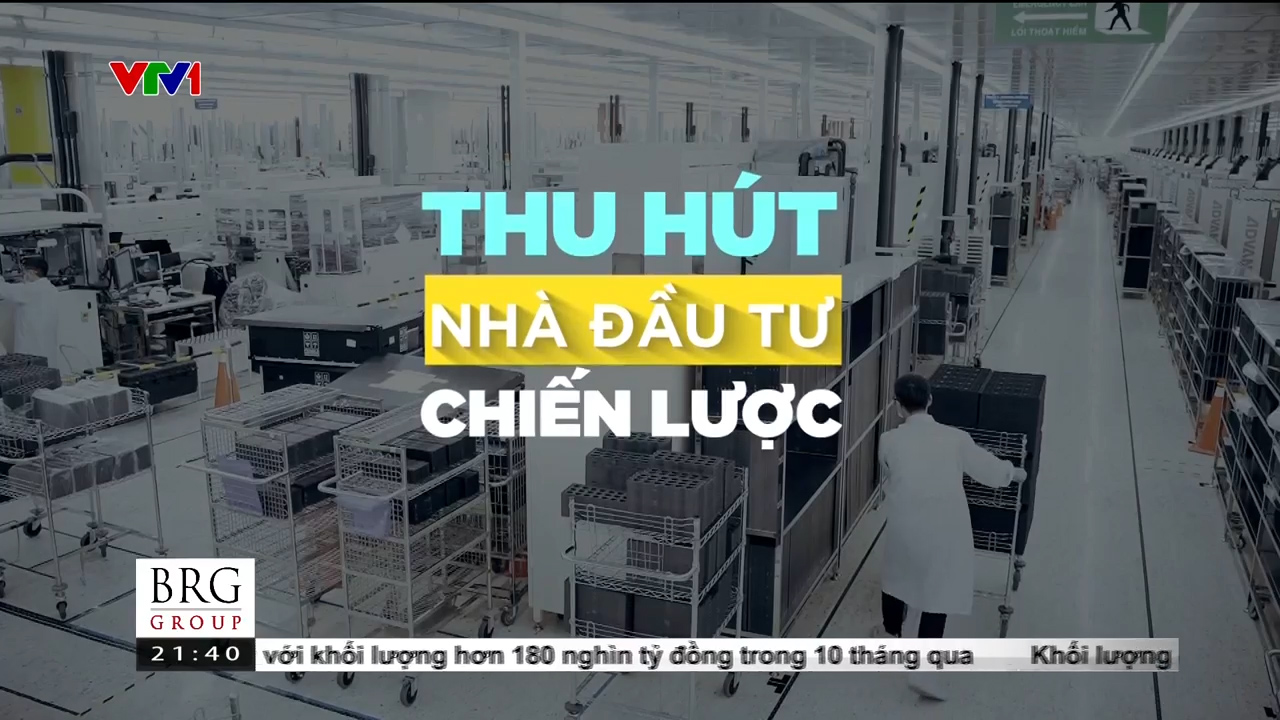 LỐI THOÁT HIỂM
VTV1
THU HÚT
NHÀ ĐẦU TƯ
CHIẾN LƯỢC
BRG
GROUP
21:40 với khối lượng hơn 180 nghìn tỷ đồng trong 10 tháng qua Khối lượng